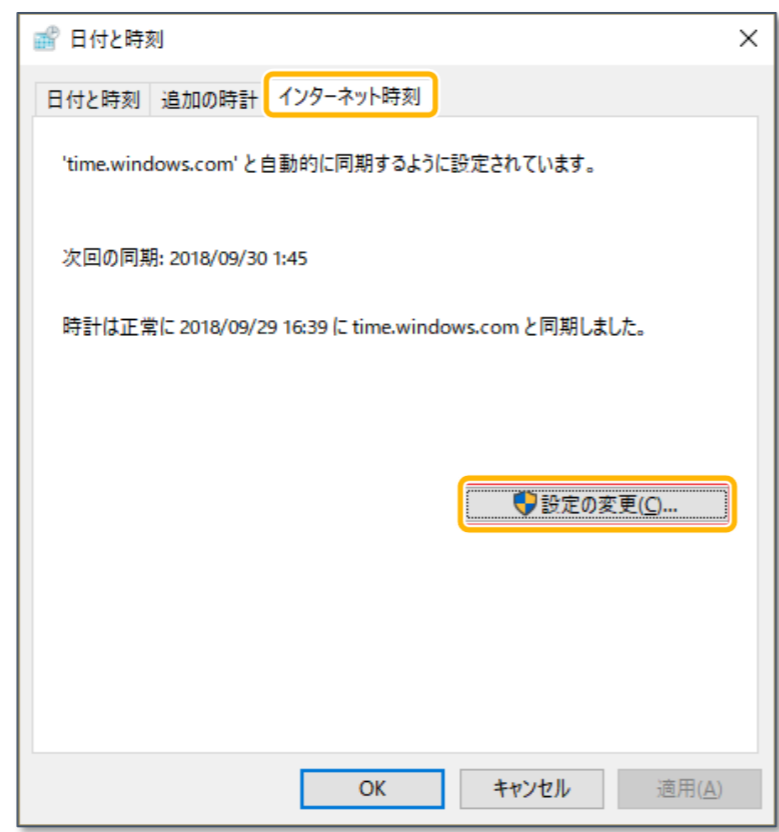 日付と時刻
日付と時刻 追加の時計 インターネット時刻
'time.windows.com' と自動的に同期するように設定されています。
次回の同期: 2018/09/30 1:45
時計は正常に 2018/09/29 16:39 に time.windows.com と同期しました。
設定の変更(C)...
OK キャンセル 適用(A)